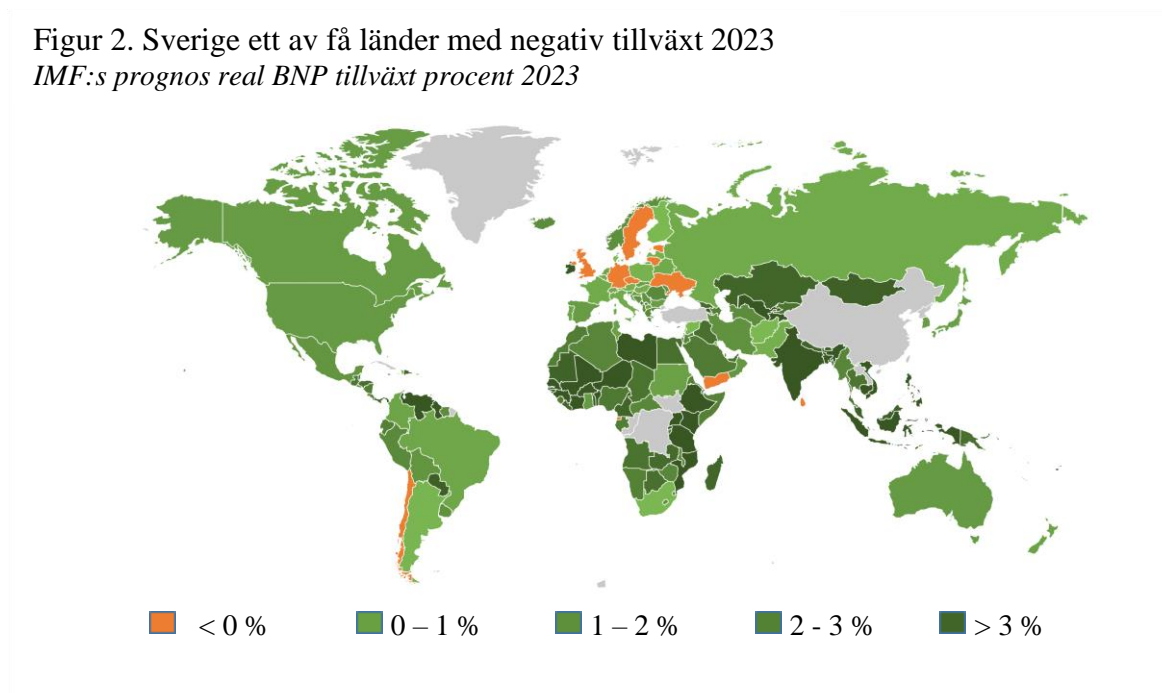 Figur 2. Sverige ett av få länder med negativ tillväxt 2023
IMF:s prognos real BNP tillväxt procent 2023
< 0 % 0 – 1 % 1 – 2 % 2 - 3 % > 3 %